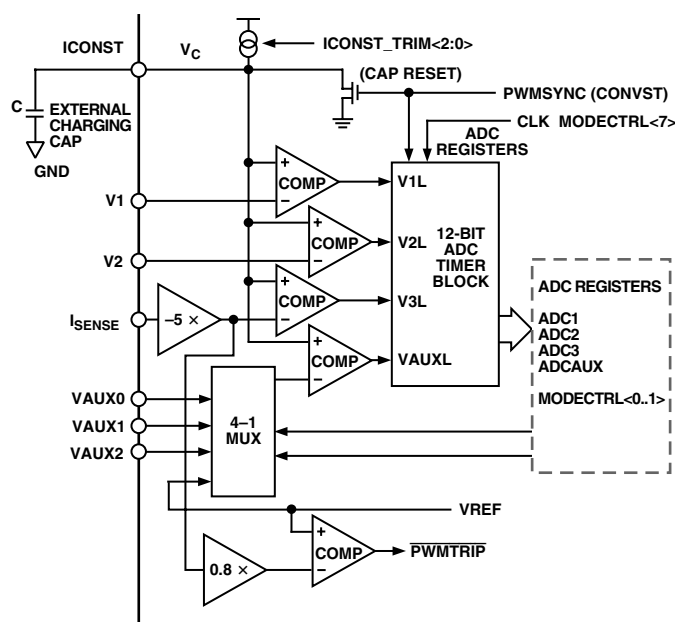 ICONST
V_C
ICONST_TRIM<2:0>
(CAP RESET)
PWMSYNC (CONVST)
C
EXTERNAL
CHARGING
CAP
GND
CLK MODECTRL<7>
ADC
REGISTERS
+
COMP
–
V1L
V1
+
COMP
–
V2L
12-BIT
ADC
TIMER
BLOCK
V2
+
COMP
–
V3L
ADC REGISTERS
ISENSE
–5 ×
ADC1
ADC2
ADC3
ADCAUX
+
COMP
–
VAUXL
MODECTRL<0..1>
VAUX0
VAUX1
VAUX2
4–1
MUX
VREF
+
COMP
–
PWMTRIP
0.8 ×